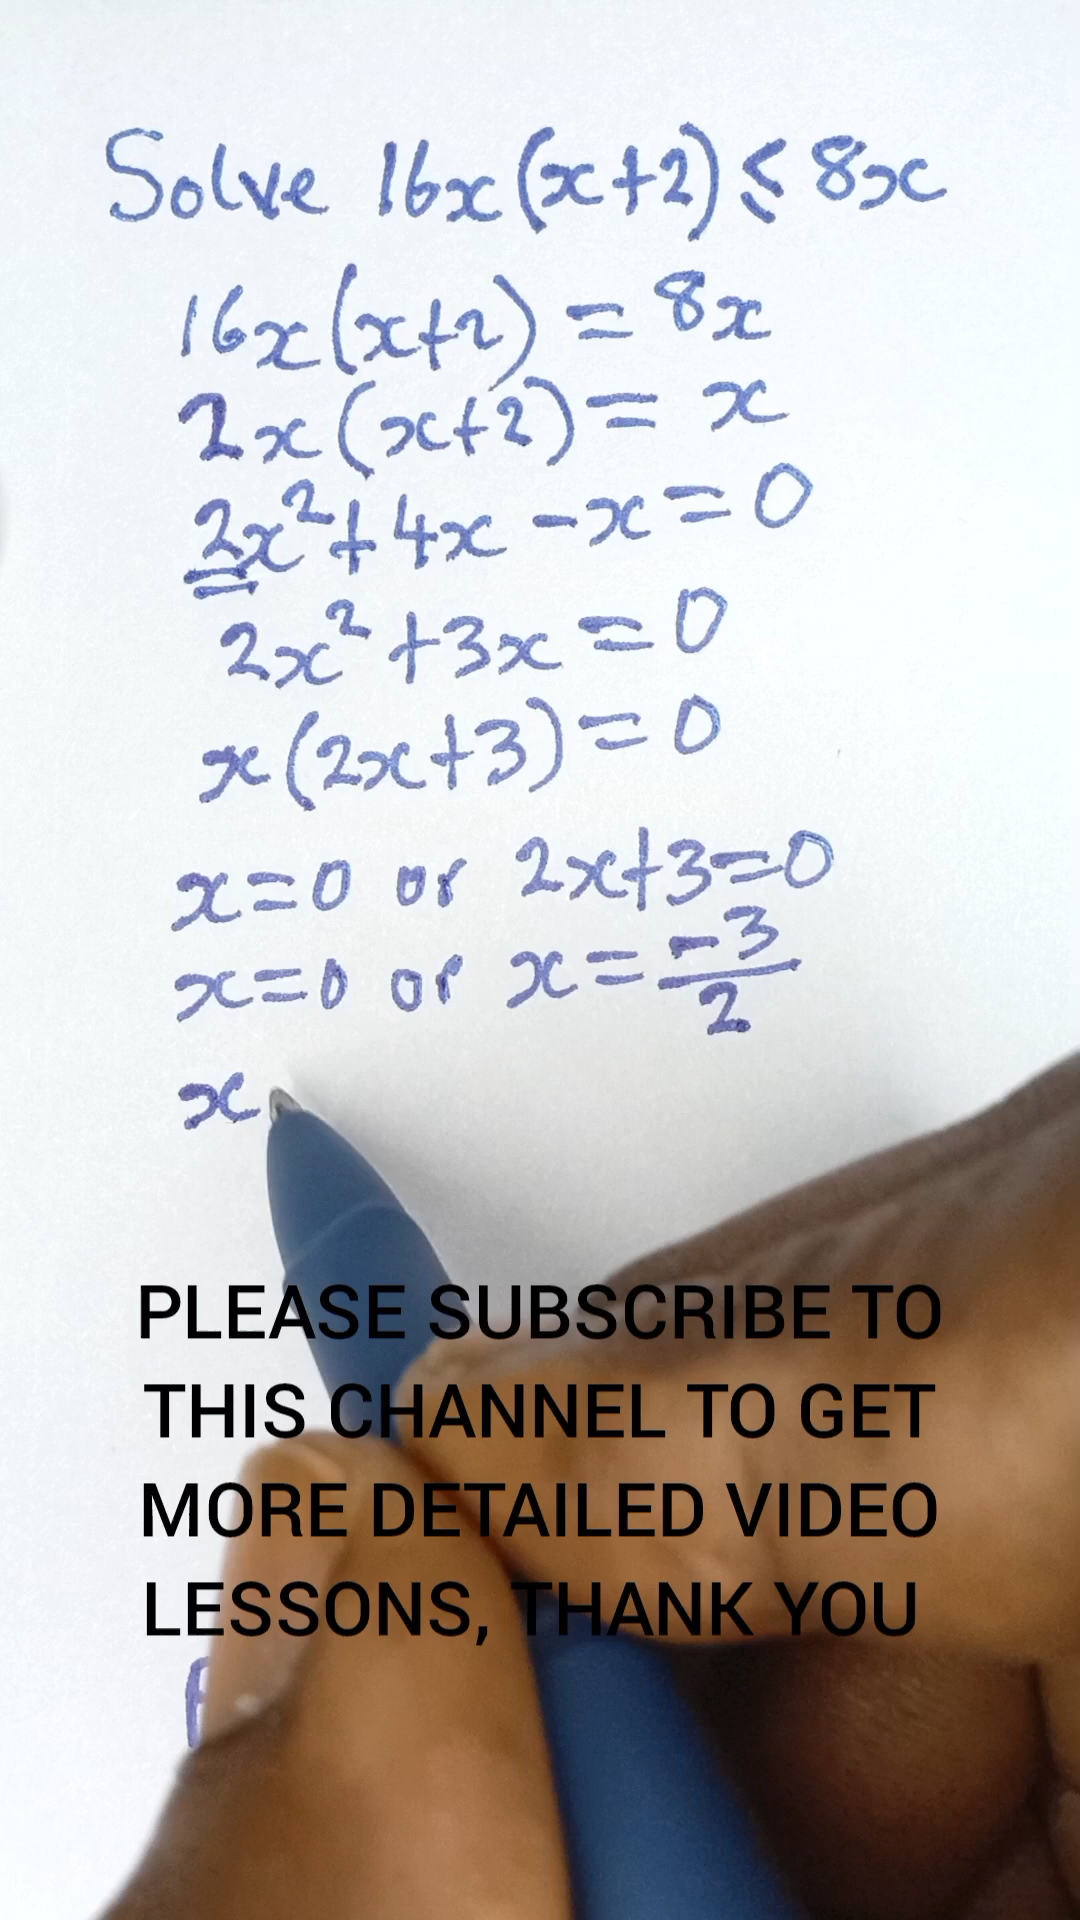 Solve 16x(x+2) ≤ 8x
16x(x+2) = 8x
2x(x+2) = x
2x²+4x -x = 0
2x² +3x = 0
x(2x+3) = 0
x=0 or 2x+3=0
x=0 or x= -3/2
x
PLEASE SUBSCRIBE TO
THIS CHANNEL TO GET
MORE DETAILED VIDEO
LESSONS, THANK YOU